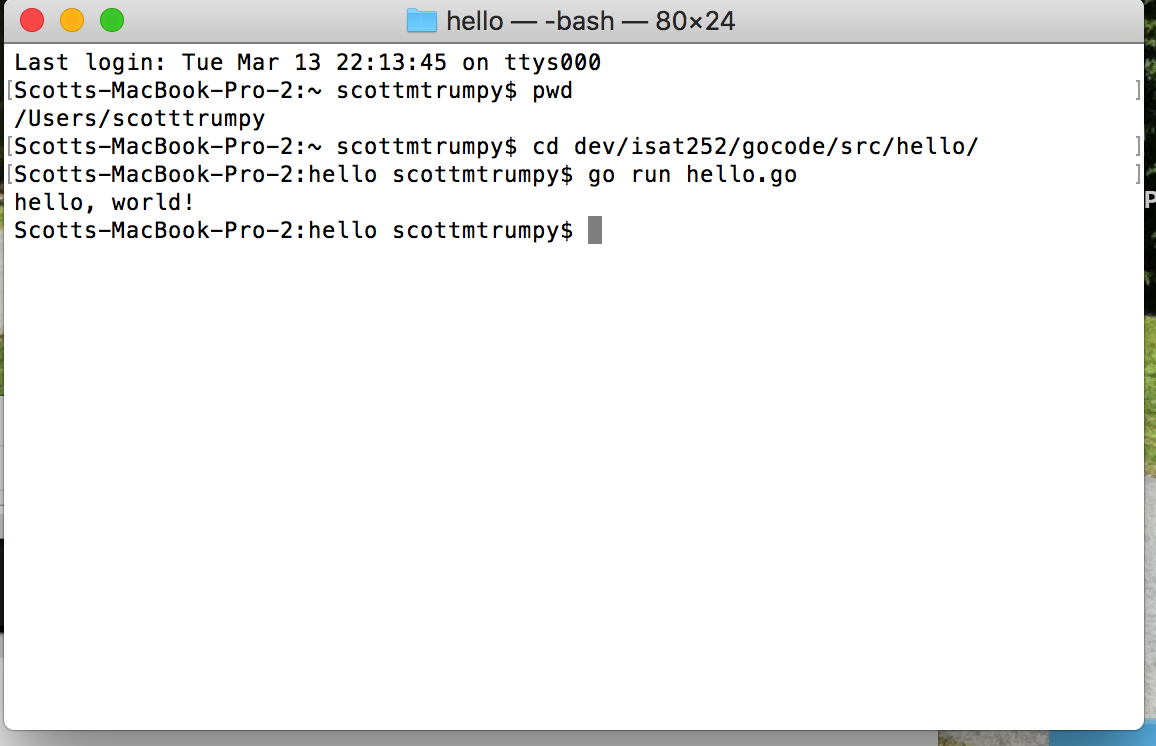 hello — -bash — 80×24
Last login: Tue Mar 13 22:13:45 on ttys000
[Scotts-MacBook-Pro-2:~ scottmtrumpy$ pwd ]
/Users/scotttrumpy
[Scotts-MacBook-Pro-2:~ scottmtrumpy$ cd dev/isat252/gocode/src/hello/ ]
[Scotts-MacBook-Pro-2:hello scottmtrumpy$ go run hello.go ]
hello, world!
Scotts-MacBook-Pro-2:hello scottmtrumpy$
P